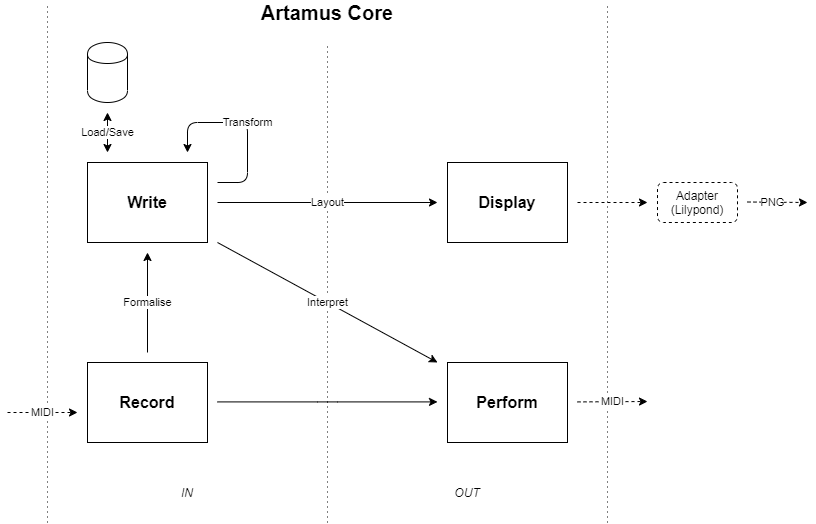 Artamus Core
Load/Save
Transform
Write
Layout
Display
Adapter
(Lilypond)
PNG
Formalise
Interpret
MIDI
Record
Perform
MIDI
IN
OUT